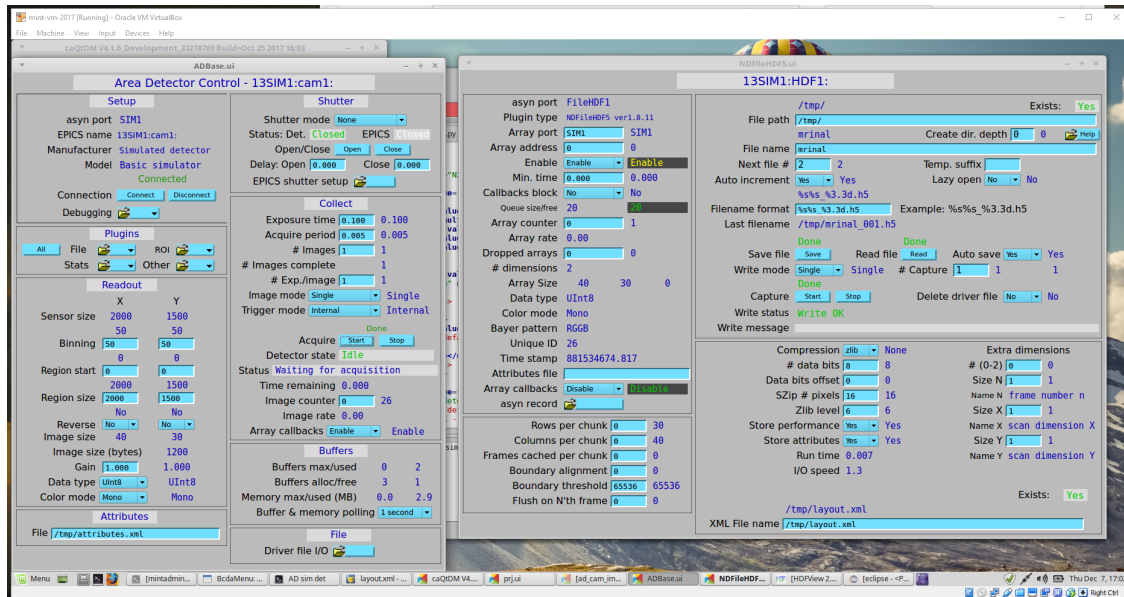 mint-vm-2017 [Running] - Oracle VM VirtualBox
File Machine View Input Devices Help
caQtDM V4.1.6_Development_33278769 Build=Oct 25 2017 16:03
ADBase.ui
Area Detector Control - 13SIM1:cam1:
Setup
asyn port SIM1
EPICS name 13SIM1:cam1:
Manufacturer Simulated detector
Model Basic simulator
Connected
Connection Connect Disconnect
Debugging
Plugins
All File ROI
Stats Other
Readout
X Y
Sensor size 2000 1500
50 50
Binning 50 50
0 0
Region start 0 0
2000 1500
Region size 2000 1500
No No
Reverse No No
Image size 40 30
Image size (bytes) 1200
Gain 1.000 1.000
Data type UInt8 UInt8
Color mode Mono Mono
Attributes
File /tmp/attributes.xml
Shutter
Shutter mode None
Status: Det. Closed EPICS Closed
Open/Close Open Close
Delay: Open 0.000 Close 0.000
EPICS shutter setup
Collect
Exposure time 0.100 0.100
Acquire period 0.005 0.005
# Images 1 1
# Images complete 1
# Exp./image 1 1
Image mode Single Single
Trigger mode Internal Internal
Done
Acquire Start Stop
Detector state Idle
Status Waiting for acquisition
Time remaining 0.000
Image counter 0 26
Image rate 0.00
Array callbacks Enable Enable
Buffers
Buffers max/used 0 2
Buffers alloc/free 3 1
Memory max/used (MB) 0.0 2.9
Buffer & memory polling 1 second
File
Driver file I/O
NDFileHDF5.ui
13SIM1:HDF1:
asyn port FileHDF1
Plugin type NDFileHDF5 ver1.8.11
Array port SIM1 SIM1
Array address 0 0
Enable Enable Enable
Min. time 0.000 0.000
Callbacks block No No
Queue size/free 20 20
Array counter 0 1
Array rate 0.00
Dropped arrays 0 0
# dimensions 2
Array Size 40 30 0
Data type UInt8
Color mode Mono
Bayer pattern RGGB
Unique ID 26
Time stamp 881534674.817
Attributes file
Array callbacks Disable Disable
asyn record
Rows per chunk 0 30
Columns per chunk 0 40
Frames cached per chunk 0 0
Boundary alignment 0 0
Boundary threshold 65536 65536
Flush on N'th frame 0 0
/tmp/ Exists: Yes
File path /tmp/
mrinal Create dir. depth 0 0 Help
File name mrinal
Next file # 2 2 Temp. suffix
Auto increment Yes Yes Lazy open No No
%s%s_%3.3d.h5
Filename format %s%s_%3.3d.h5 Example: %s%s_%3.3d.h5
Last filename /tmp/mrinal_001.h5
Done Done
Save file Save Read file Read Auto save Yes Yes
Write mode Single Single # Capture 1 1 1
Done
Capture Start Stop Delete driver file No No
Write status Write OK
Write message
Compression zlib None
# data bits 8 8
Data bits offset 0 0
SZip # pixels 16 16
Zlib level 6 6
Store performance Yes Yes
Store attributes Yes Yes
Run time 0.007
I/O speed 1.3
Extra dimensions
# (0-2) 0 0
Size N 1 1
Name N frame number n
Size X 1 1
Name X scan dimension X
Size Y 1 1
Name Y scan dimension Y
Exists: Yes
/tmp/layout.xml
XML File name /tmp/layout.xml
Menu [mintadmin... BcdaMenu: ... AD sim det layout.xml - ... caQtDM V4.... prj.ui [ad_cam_im... ADBase.ui NDFileHDF... [HDFView 2.... [eclipse - <P... Thu Dec 7, 17:0
Right Ctrl